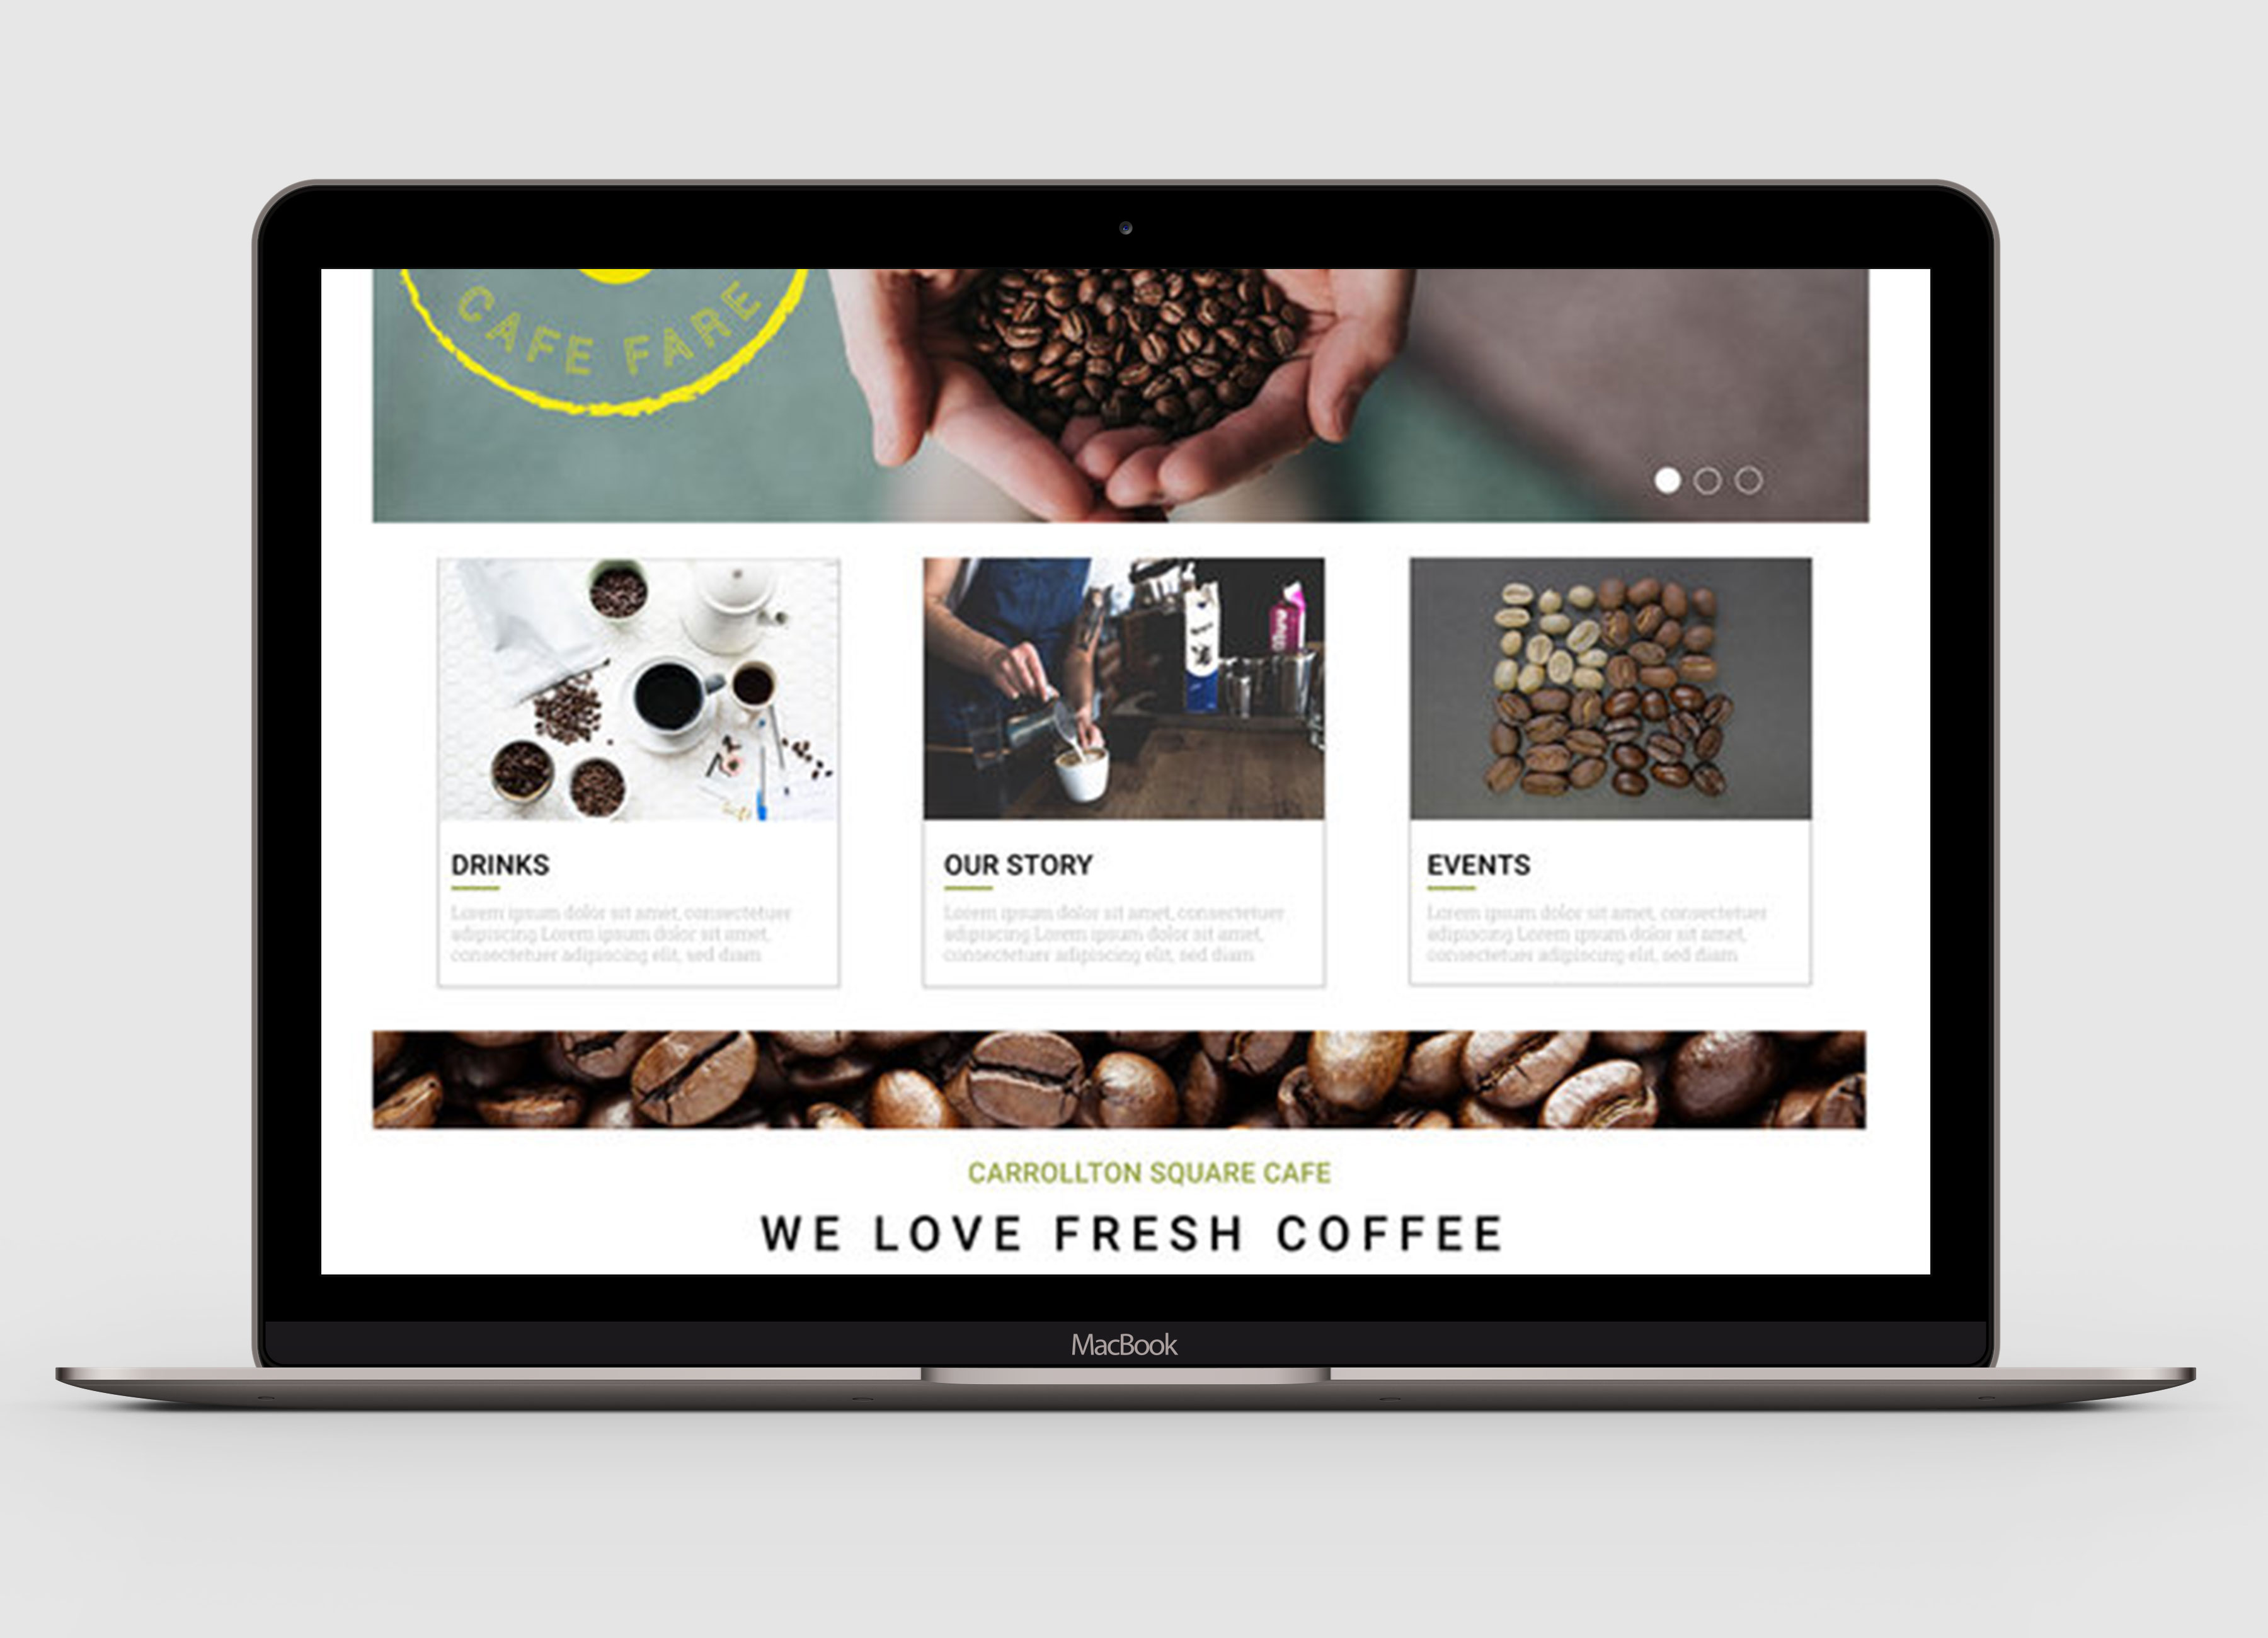 CAFE FARE
DRINKS
Lorem ipsum dolor sit amet, consectetuer
adipiscing Lorem ipsum dolor sit amet,
consectetuer adipiscing elit, sed diam
OUR STORY
Lorem ipsum dolor sit amet, consectetuer
adipiscing Lorem ipsum dolor sit amet,
consectetuer adipiscing elit, sed diam
EVENTS
Lorem ipsum dolor sit amet, consectetuer
adipiscing Lorem ipsum dolor sit amet,
consectetuer adipiscing elit, sed diam
CARROLLTON SQUARE CAFE
WE LOVE FRESH COFFEE
MacBook